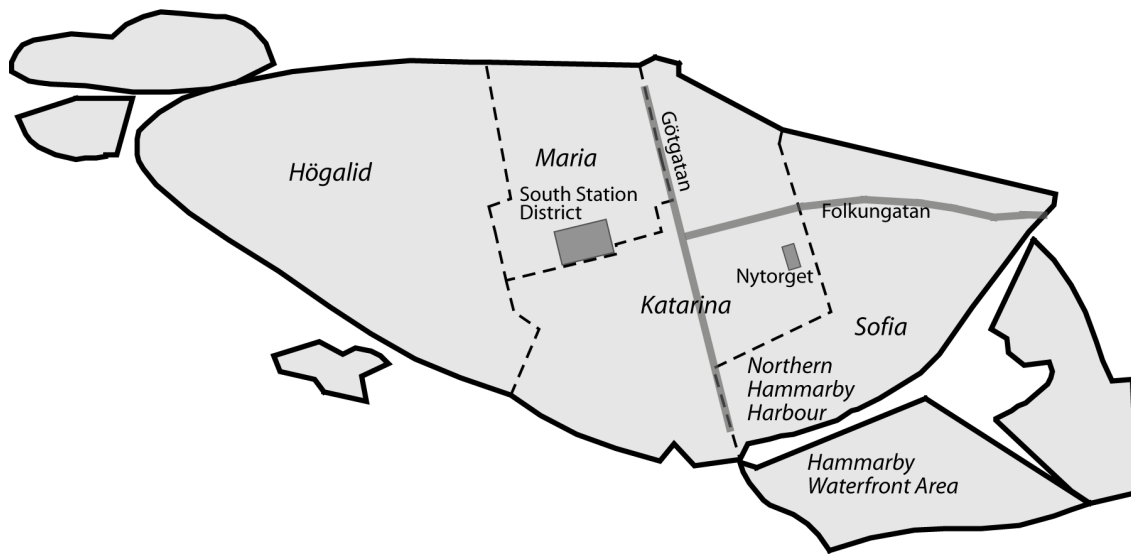 Götgatan
Maria
Högalid
South Station
District
Folkungatan
Nytorget
Katarina
Sofia
Northern
Hammarby
Harbour
Hammarby
Waterfront Area